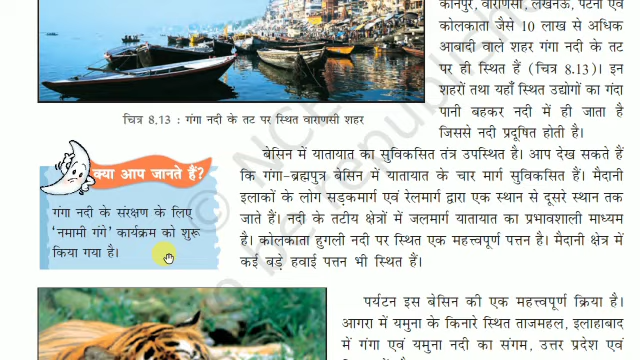 कानपुर, वाराणसी, लखनऊ, पटना एवं
कोलकाता जैसे 10 लाख से अधिक
आबादी वाले शहर गंगा नदी के तट
पर ही स्थित हैं (चित्र 8.13)। इन
शहरों तथा यहाँ स्थित उद्योगों का गंदा
पानी बहकर नदी में ही जाता है
जिससे नदी प्रदूषित होती है।
चित्र 8.13 : गंगा नदी के तट पर स्थित वाराणसी शहर
बेसिन में यातायात का सुविकसित तंत्र उपस्थित है। आप देख सकते हैं
कि गंगा-ब्रह्मपुत्र बेसिन में यातायात के चार मार्ग सुविकसित हैं। मैदानी
इलाकों के लोग सड़कमार्ग एवं रेलमार्ग द्वारा एक स्थान से दूसरे स्थान तक
जाते हैं। नदी के तटीय क्षेत्रों में जलमार्ग यातायात का प्रभावशाली माध्यम
है। कोलकाता हुगली नदी पर स्थित एक महत्त्वपूर्ण पत्तन है। मैदानी क्षेत्र में
कई बड़े हवाई पत्तन भी स्थित हैं।
क्या आप जानते हैं?
गंगा नदी के संरक्षण के लिए
‘नमामी गंगे’ कार्यक्रम को शुरू
किया गया है।
पर्यटन इस बेसिन की एक महत्त्वपूर्ण क्रिया है।
आगरा में यमुना के किनारे स्थित ताजमहल, इलाहाबाद
में गंगा एवं यमुना नदी का संगम, उत्तर प्रदेश एवं